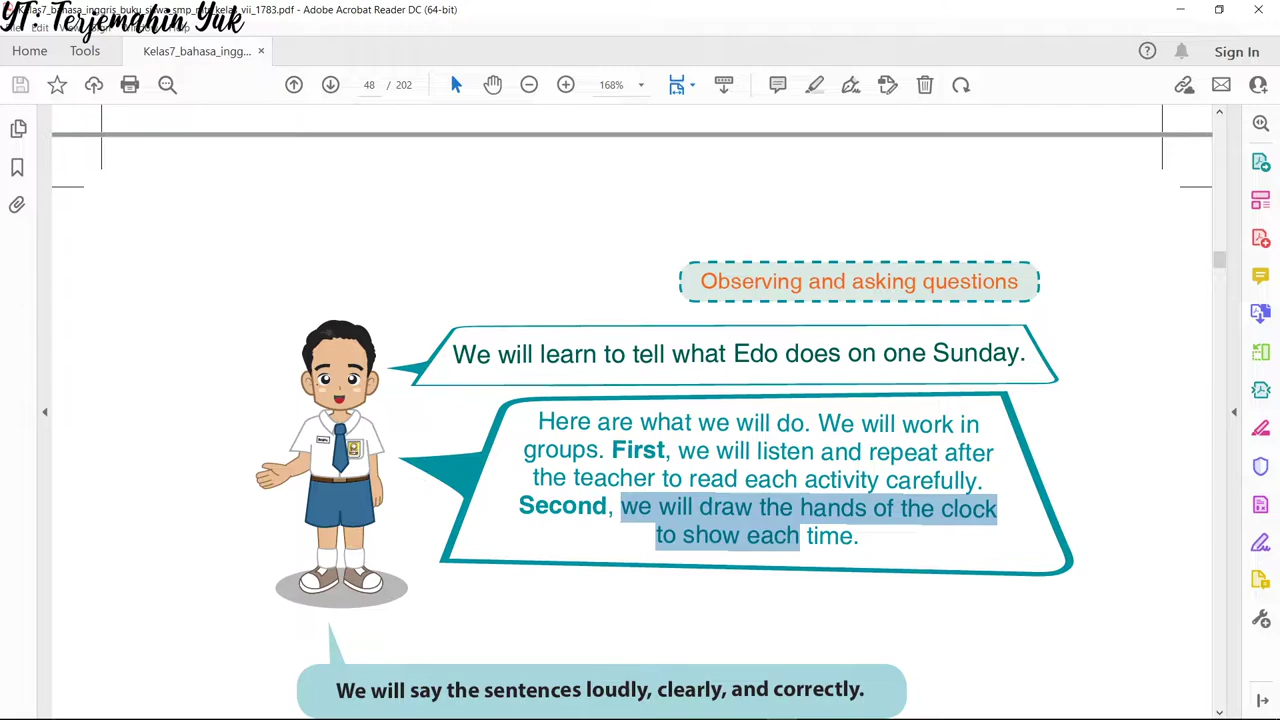 YT: Terjemahin Yuk
.pdf - Adobe Acrobat Reader DC (64-bit)
Home
Tools
Kelas7_bahasa_ingg...
Sign In
48 / 202
168%
Observing and asking questions
We will learn to tell what Edo does on one Sunday.
Here are what we will do. We will work in
groups. First, we will listen and repeat after
the teacher to read each activity carefully.
Second, we will draw the hands of the clock
to show each time.
We will say the sentences loudly, clearly, and correctly.